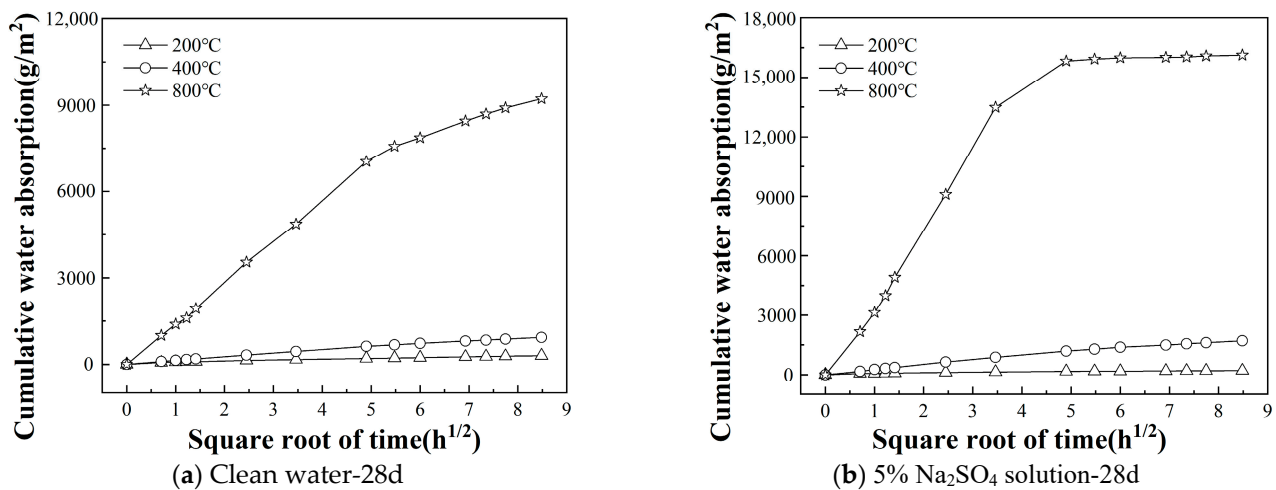 12,000
9000
6000
3000
0
Cumulative water absorption(g/m²)
200℃
400℃
800℃
0 1 2 3 4 5 6 7 8 9
Square root of time(h^1/2)
(a) Clean water-28d
18,000
15,000
12,000
9000
6000
3000
0
Cumulative water absorption(g/m²)
200℃
400℃
800℃
0 1 2 3 4 5 6 7 8 9
Square root of time(h^1/2)
(b) 5% Na₂SO₄ solution-28d